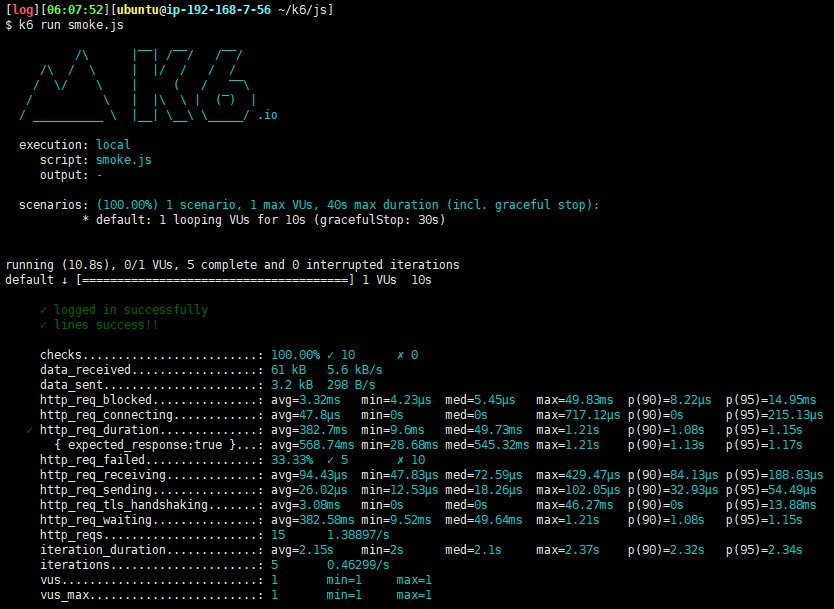 [log][06:07:52][ubuntu@ip-192-168-7-56 ~/k6/js]
$ k6 run smoke.js
          /\      |‾‾| /‾‾/   /‾‾/
     /\  /  \     |  |/  /   /  /
    /  \/    \    |     (   /   ‾‾\
   /          \   |  |\  \ |  (‾)  |
  / __________ \  |__| \__\ \_____/ .io
  execution: local
     script: smoke.js
     output: -
  scenarios: (100.00%) 1 scenario, 1 max VUs, 40s max duration (incl. graceful stop):
           * default: 1 looping VUs for 10s (gracefulStop: 30s)
running (10.8s), 0/1 VUs, 5 complete and 0 interrupted iterations
default ↓ [======================================] 1 VUs  10s
     ✓ logged in successfully
     ✓ lines success!!
     checks.........................: 100.00% ✓ 10      ✗ 0
     data_received..................: 61 kB   5.6 kB/s
     data_sent......................: 3.2 kB  298 B/s
     http_req_blocked...............: avg=3.32ms   min=4.23µs  med=5.45µs   max=49.83ms  p(90)=8.22µs  p(95)=14.95ms
     http_req_connecting............: avg=47.8µs   min=0s      med=0s       max=717.12µs p(90)=0s      p(95)=215.13µs
   ✓ http_req_duration..............: avg=382.7ms  min=9.6ms   med=49.73ms  max=1.21s    p(90)=1.08s   p(95)=1.15s
       { expected_response:true }...: avg=568.74ms min=28.68ms med=545.32ms max=1.21s    p(90)=1.13s   p(95)=1.17s
     http_req_failed................: 33.33%  ✓ 5       ✗ 10
     http_req_receiving.............: avg=94.43µs  min=47.83µs med=72.59µs  max=429.47µs p(90)=84.13µs p(95)=188.83µs
     http_req_sending...............: avg=26.02µs  min=12.53µs med=18.26µs  max=102.05µs p(90)=32.93µs p(95)=54.49µs
     http_req_tls_handshaking.......: avg=3.08ms   min=0s      med=0s       max=46.27ms  p(90)=0s      p(95)=13.88ms
     http_req_waiting...............: avg=382.58ms min=9.52ms  med=49.64ms  max=1.21s    p(90)=1.08s   p(95)=1.15s
     http_reqs......................: 15      1.38897/s
     iteration_duration.............: avg=2.15s    min=2s      med=2.1s     max=2.37s    p(90)=2.32s   p(95)=2.34s
     iterations.....................: 5       0.46299/s
     vus............................: 1       min=1     max=1
     vus_max........................: 1       min=1     max=1